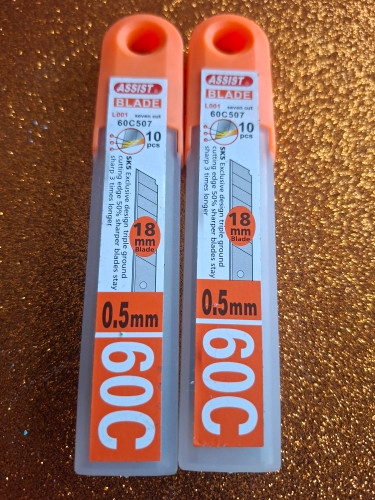 ASSIST
BLADE
L001 seven cut
60C507
10
pcs
SK5 Exclusive design triple ground
cutting edge 50% sharper blades stay
sharp 3 times longer
18
mm
Blade
0.5mm
60C
ASSIST
BLADE
L001 seven cut
60C507
10
pcs
SK5 Exclusive design triple ground
cutting edge 50% sharper blades stay
sharp 3 times longer
18
mm
Blade
0.5mm
60C